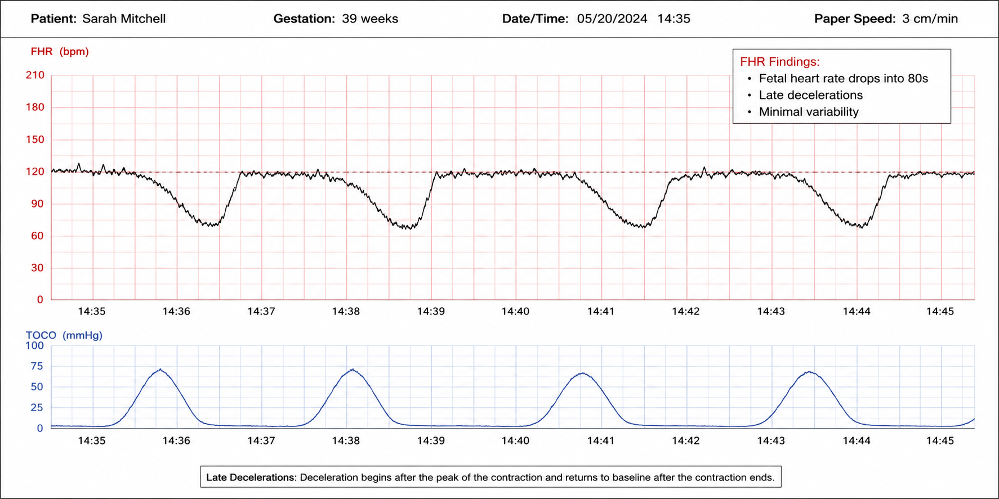 Patient: Sarah Mitchell Gestation: 39 weeks Date/Time: 05/20/2024 14:35 Paper Speed: 3 cm/min
FHR (bpm)
FHR Findings:
• Fetal heart rate drops into 80s
• Late decelerations
• Minimal variability
210
180
150
120
90
60
30
0
14:35 14:36 14:37 14:38 14:39 14:40 14:41 14:42 14:43 14:44 14:45
TOCO (mmHg)
100
75
50
25
0
14:35 14:36 14:37 14:38 14:39 14:40 14:41 14:42 14:43 14:44 14:45
Late Decelerations: Deceleration begins after the peak of the contraction and returns to baseline after the contraction ends.